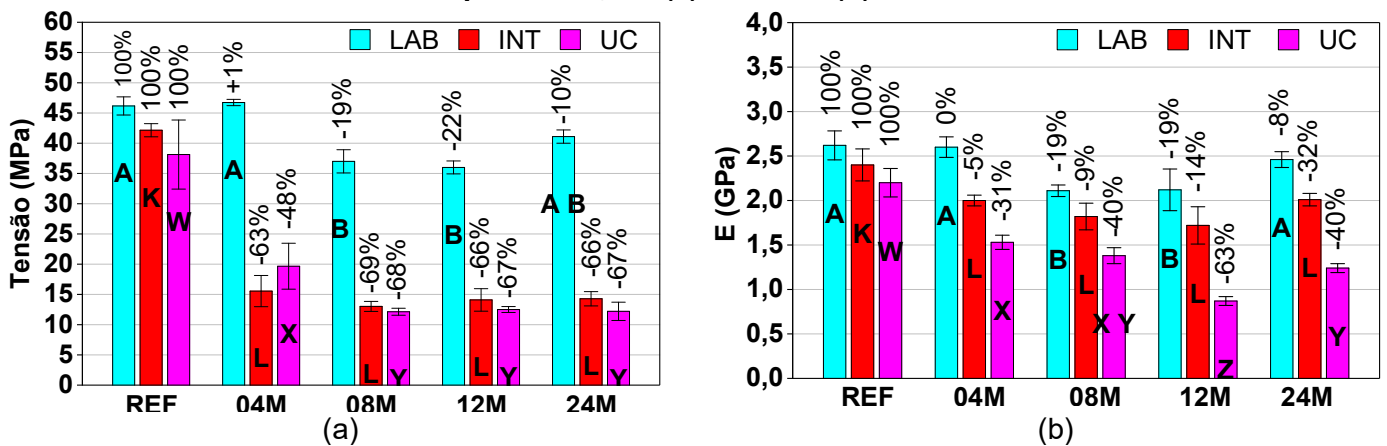 60
55
50
45
40
35
30
25
20
15
10
5
0
Tensão (MPa)
LAB INT UC
100% 100% 100%
+1% -63% -48%
-19% -69% -68%
-22% -66% -67%
-10% -66% -67%
A K W
A L X
B L Y
B L Y
A B L Y
REF 04M 08M 12M 24M
(a)
4,0
3,5
3,0
2,5
2,0
1,5
1,0
0,5
0,0
E (GPa)
LAB INT UC
100% 100% 100%
0% -5% -31%
-19% -9% -40%
-19% -14% -63%
-8% -32% -40%
A K W
A L X
B L X Y
B L Z
A L Y
REF 04M 08M 12M 24M
(b)